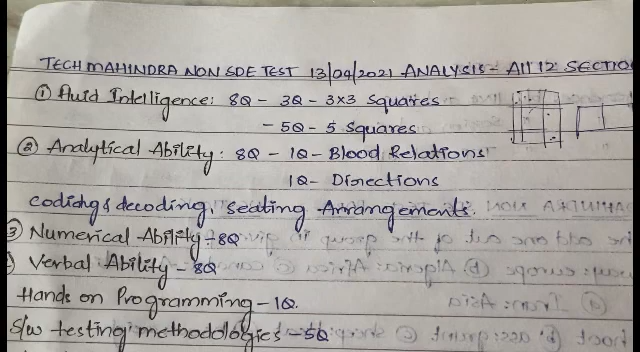 TECH MAHINDRA NON SDE TEST 13/09/2021 ANALYSIS - All 12 SECTIO
① Fluid Intelligence: 8Q - 3Q - 3x3 Squares
- 5Q - 5 Squares
② Analytical Ability: 8Q - 1Q - Blood Relations
1Q - Directions
coding & decoding, seating Arrangements.
③ Numerical Ability - 8Q
Verbal Ability - 8Q
Hands on Programming - 1Q.
S/w testing methodologies - 5Q